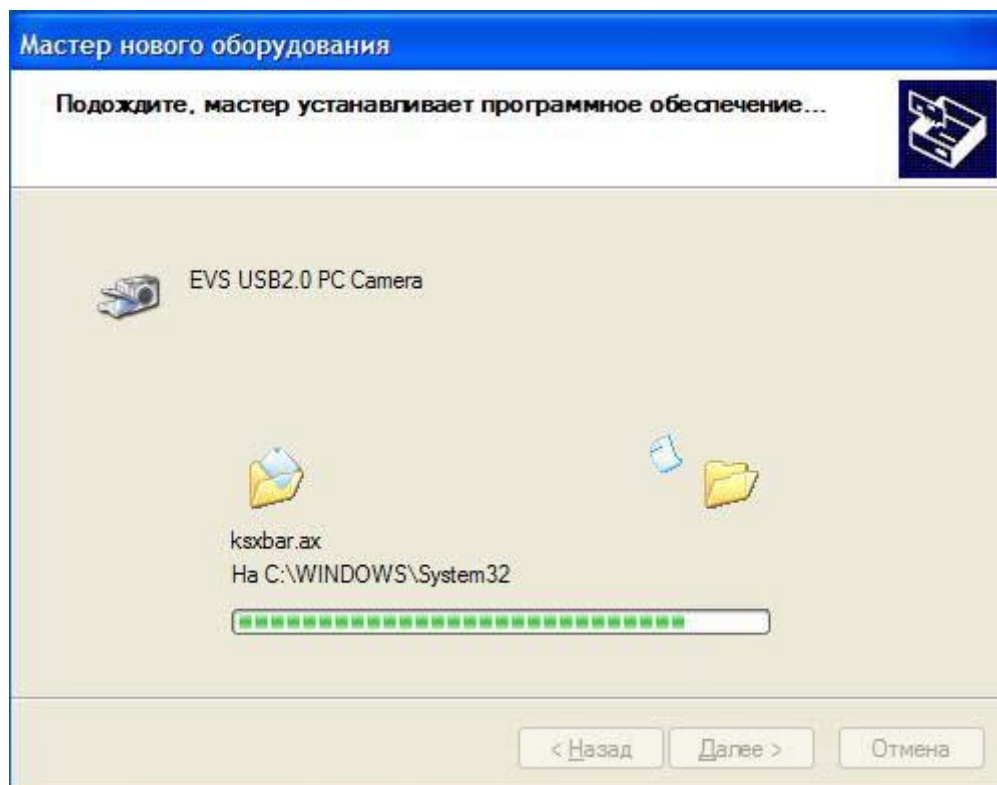 Мастер нового оборудования
Подождите, мастер устанавливает программное обеспечение...
EVS USB2.0 PC Camera
ksxbar.ax
На C:\WINDOWS\System32
< Назад Далее > Отмена